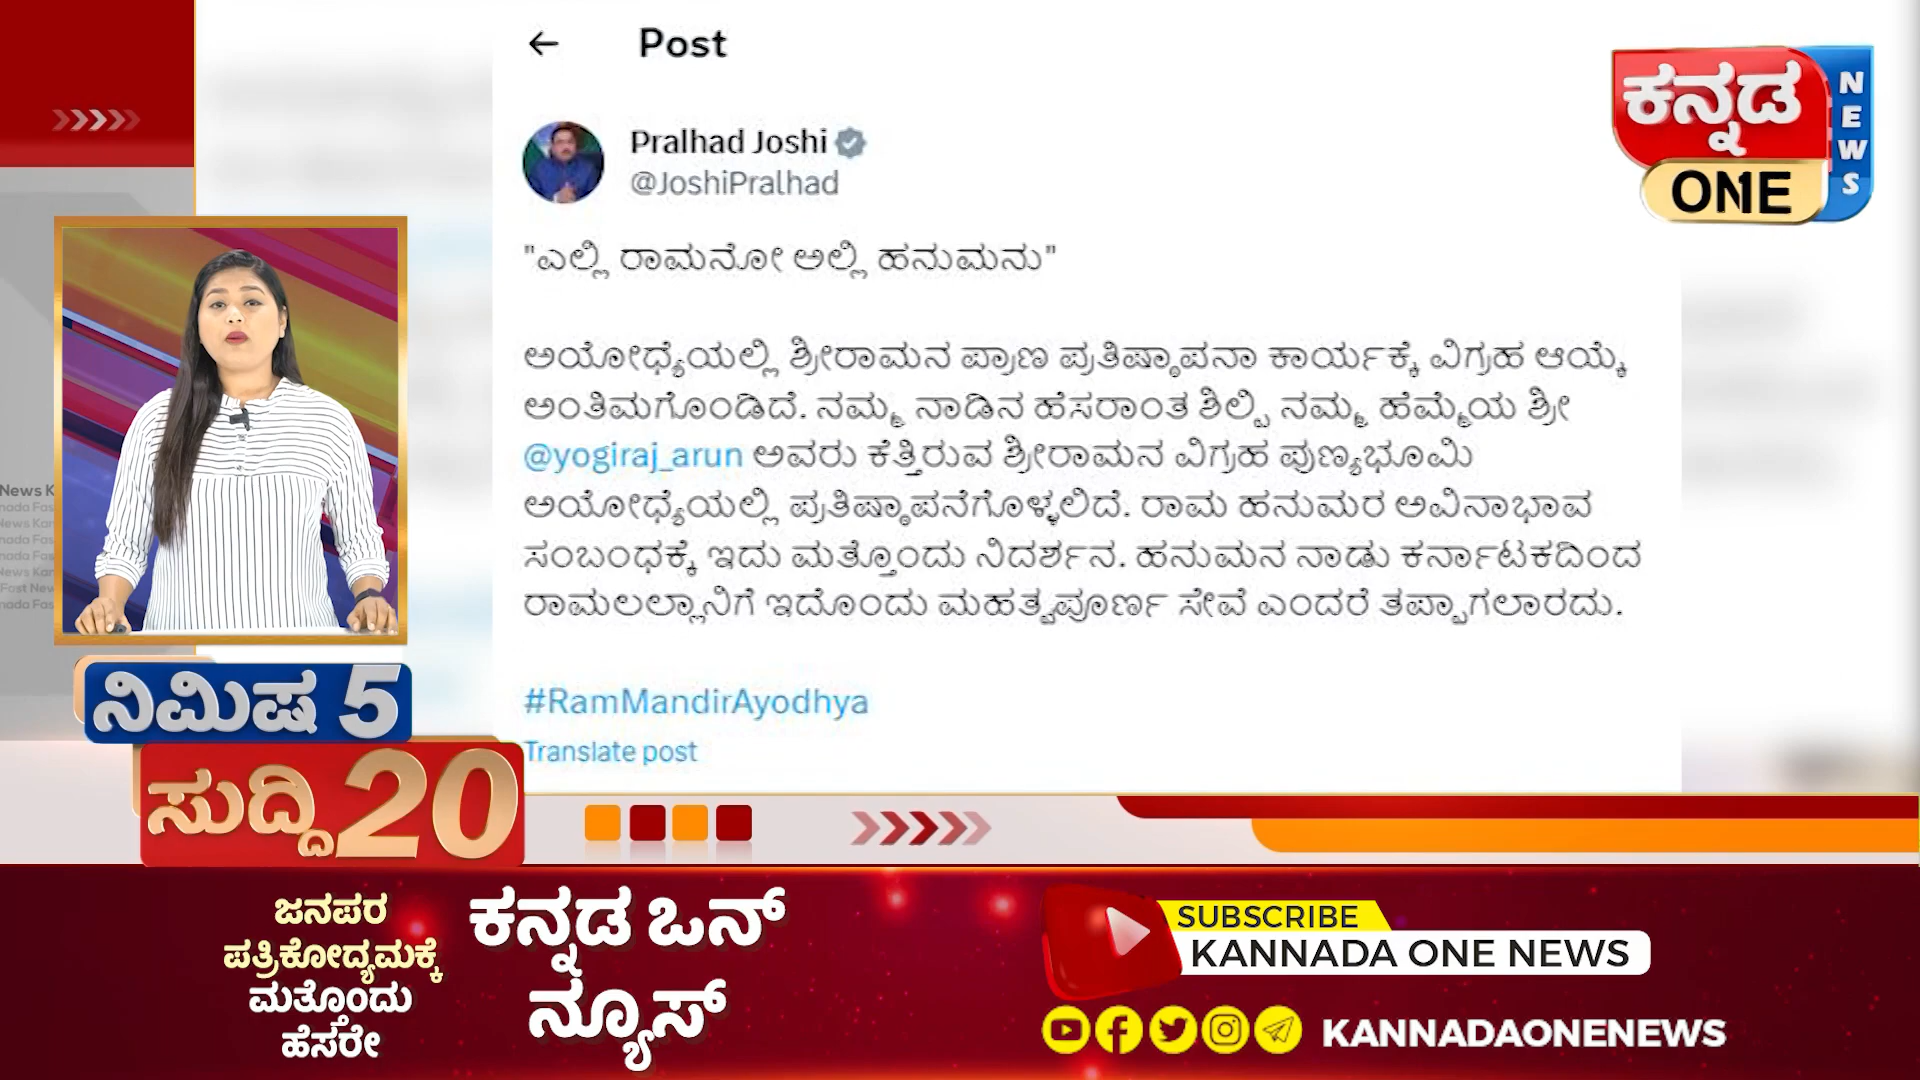 Post
Pralhad Joshi
@JoshiPralhad
"ಎಲ್ಲಿ ರಾಮನೋ ಅಲ್ಲಿ ಹನುಮನು"
ಅಯೋಧ್ಯೆಯಲ್ಲಿ ಶ್ರೀರಾಮನ ಪ್ರಾಣ ಪ್ರತಿಷ್ಠಾಪನಾ ಕಾರ್ಯಕ್ಕೆ ವಿಗ್ರಹ ಆಯ್ಕೆ
ಅಂತಿಮಗೊಂಡಿದೆ. ನಮ್ಮ ನಾಡಿನ ಹೆಸರಾಂತ ಶಿಲ್ಪಿ ನಮ್ಮ ಹೆಮ್ಮೆಯ ಶ್ರೀ
@yogiraj_arun ಅವರು ಕೆತ್ತಿರುವ ಶ್ರೀರಾಮನ ವಿಗ್ರಹ ಪುಣ್ಯಭೂಮಿ
ಅಯೋಧ್ಯೆಯಲ್ಲಿ ಪ್ರತಿಷ್ಠಾಪನೆಗೊಳ್ಳಲಿದೆ. ರಾಮ ಹನುಮರ ಅವಿನಾಭಾವ
ಸಂಬಂಧಕ್ಕೆ ಇದು ಮತ್ತೊಂದು ನಿದರ್ಶನ. ಹನುಮನ ನಾಡು ಕರ್ನಾಟಕದಿಂದ
ರಾಮಲಲ್ಲಾನಿಗೆ ಇದೊಂದು ಮಹತ್ವಪೂರ್ಣ ಸೇವೆ ಎಂದರೆ ತಪ್ಪಾಗಲಾರದು.
#RamMandirAyodhya
Translate post
ಕನ್ನಡ
ONE
NEWS
ನಿಮಿಷ 5
ಸುದ್ದಿ 20
ಜನಪರ
ಪತ್ರಿಕೋದ್ಯಮಕ್ಕೆ
ಮತ್ತೊಂದು
ಹೆಸರೇ
ಕನ್ನಡ ಒನ್
ನ್ಯೂಸ್
SUBSCRIBE
KANNADA ONE NEWS
KANNADAONENEWS